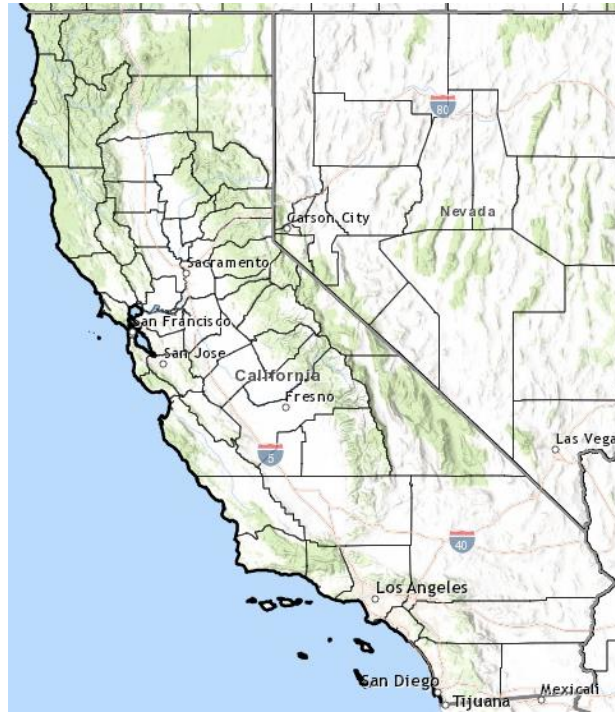 80
Nevada
Carson City
Sacramento
San Francisco
San Jose
California
Fresno
5
Las Vega
40
Los Angeles
San Diego
Tijuana
Mexicali